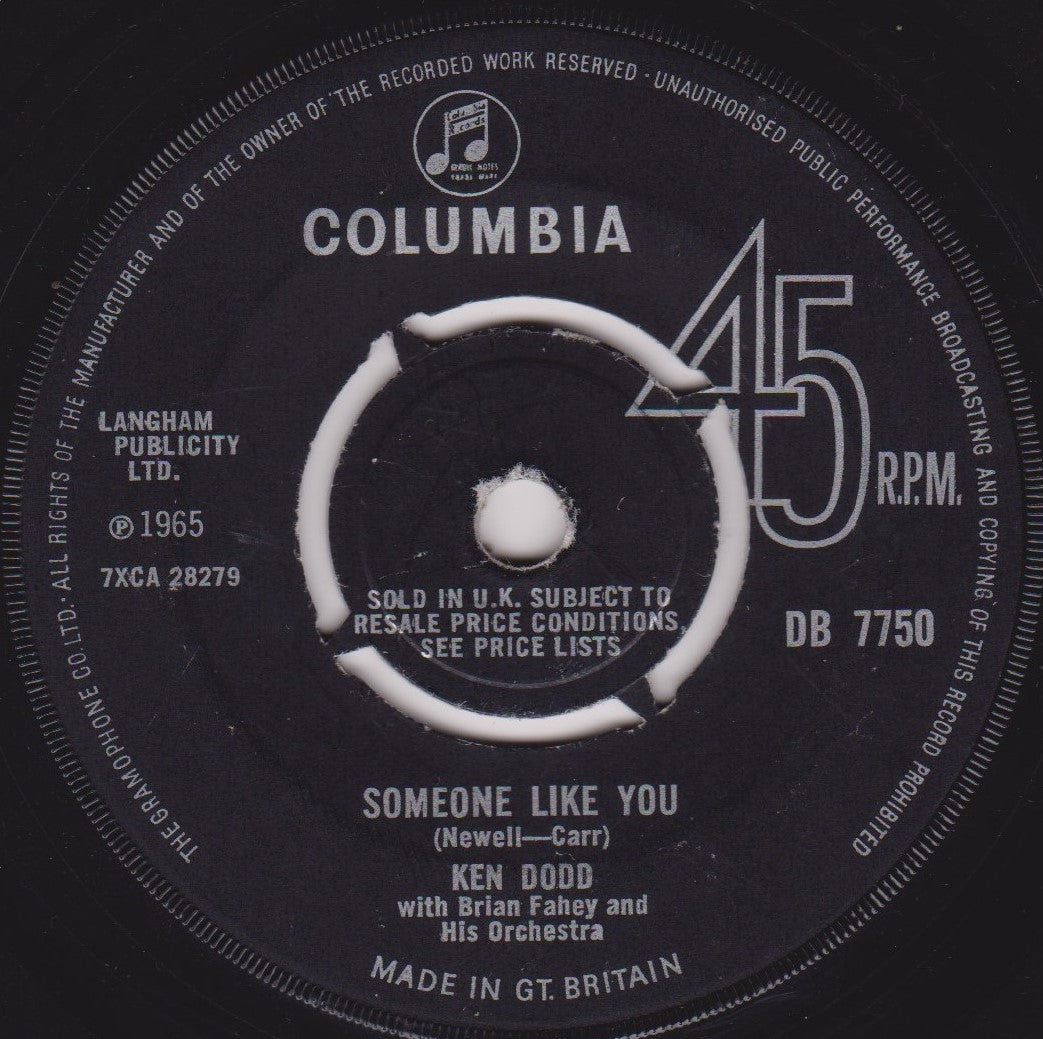 THE GRAMOPHONE CO. LTD. · ALL RIGHTS OF THE MANUFACTURER AND OF THE OWNER OF THE RECORDED WORK RESERVED · UNAUTHORISED PUBLIC PERFORMANCE BROADCASTING AND COPYING OF THIS RECORD PROHIBITED
COLUMBIA
45
R.P.M.
LANGHAM
PUBLICITY
LTD.
℗ 1965
7XCA 28279
SOLD IN U.K. SUBJECT TO
RESALE PRICE CONDITIONS,
SEE PRICE LISTS
DB 7750
SOMEONE LIKE YOU
(Newell—Carr)
KEN DODD
with Brian Fahey and
His Orchestra
MADE IN GT. BRITAIN